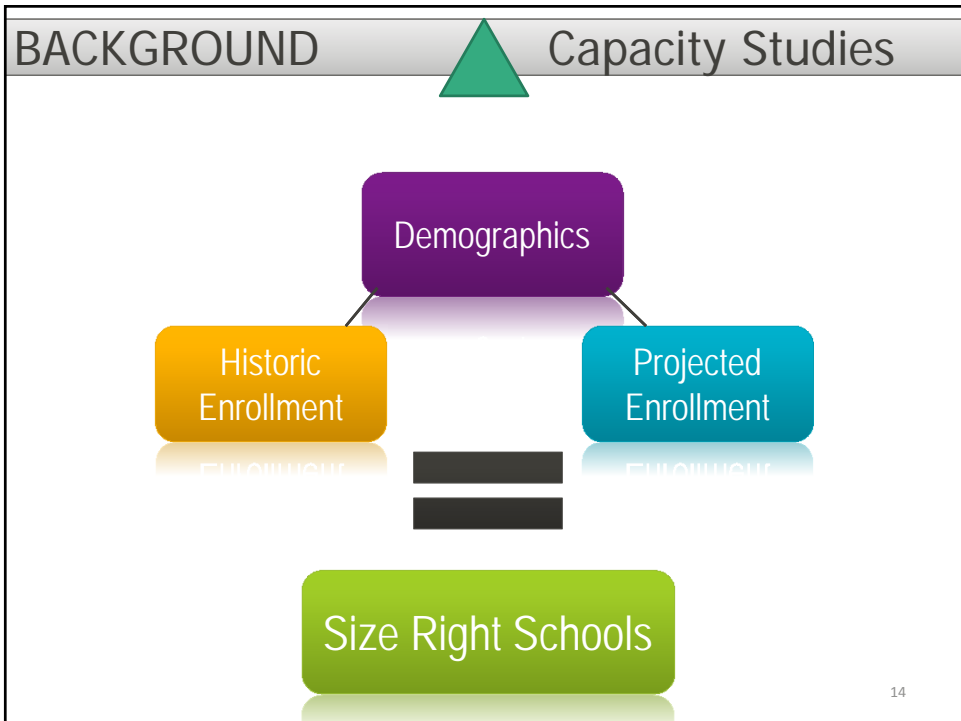 BACKGROUND
Capacity Studies
Demographics
Historic
Enrollment
Projected
Enrollment
Size Right Schools
14